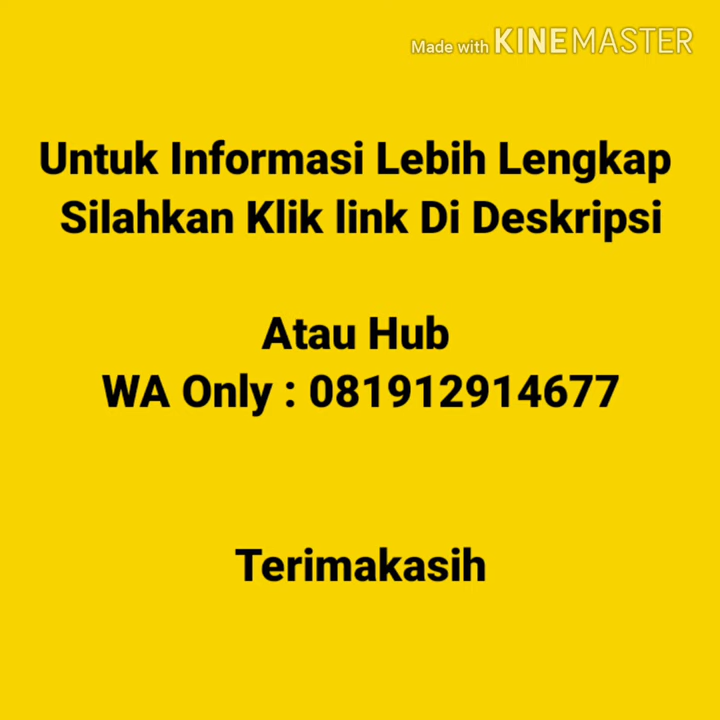 Made with KINEMASTER
Untuk Informasi Lebih Lengkap
Silahkan Klik link Di Deskripsi
Atau Hub
WA Only : 081912914677
Terimakasih